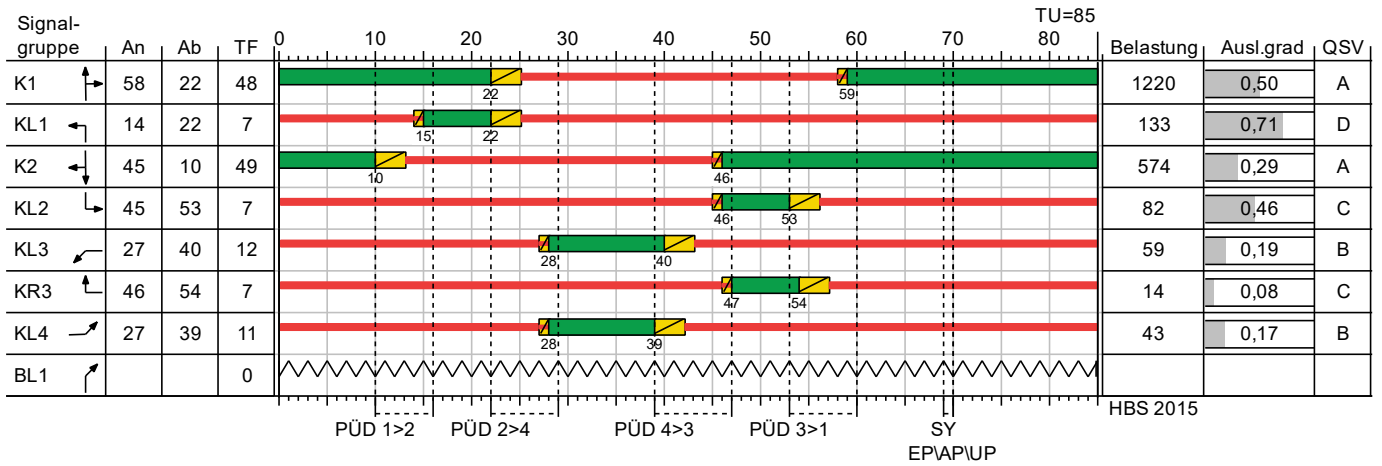 TU=85
Signal-
gruppe An Ab TF 0 10 20 30 40 50 60 70 80 Belastung Ausl.grad QSV
K1 58 22 48 22 59 1220 0,50 A
KL1 14 22 7 15 22 133 0,71 D
K2 45 10 49 10 46 574 0,29 A
KL2 45 53 7 46 53 82 0,46 C
KL3 27 40 12 28 40 59 0,19 B
KR3 46 54 7 47 54 14 0,08 C
KL4 27 39 11 28 39 43 0,17 B
BL1 0
HBS 2015
PÜD 1>2 PÜD 2>4 PÜD 4>3 PÜD 3>1 SY
EP\AP\UP